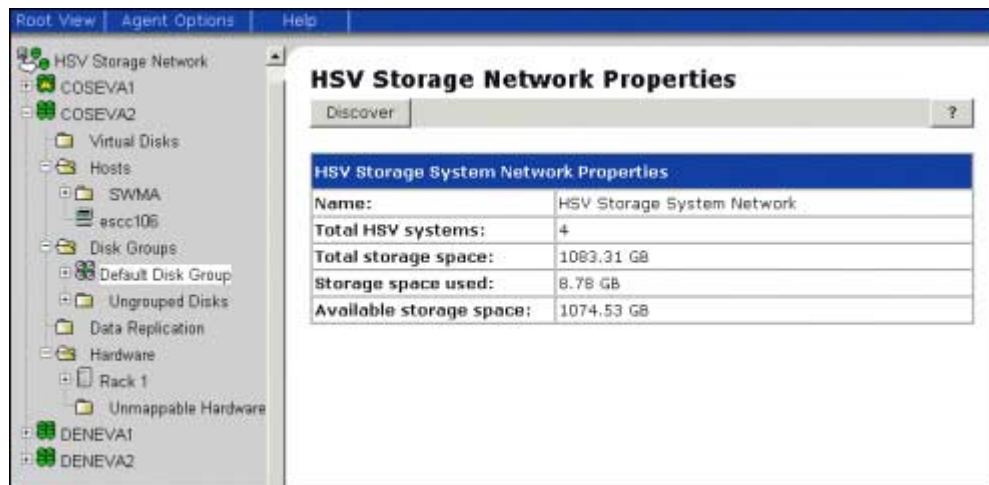 Root View | Agent Options | Help |
HSV Storage Network
COSEVA1
COSEVA2
Virtual Disks
Hosts
SWMA
escc106
Disk Groups
Default Disk Group
Ungrouped Disks
Data Replication
Hardware
Rack 1
Unmappable Hardware
DENEVA1
DENEVA2
HSV Storage Network Properties
Discover ?
HSV Storage System Network Properties
Name: HSV Storage System Network
Total HSV systems: 4
Total storage space: 1083.31 GB
Storage space used: 8.78 GB
Available storage space: 1074.53 GB